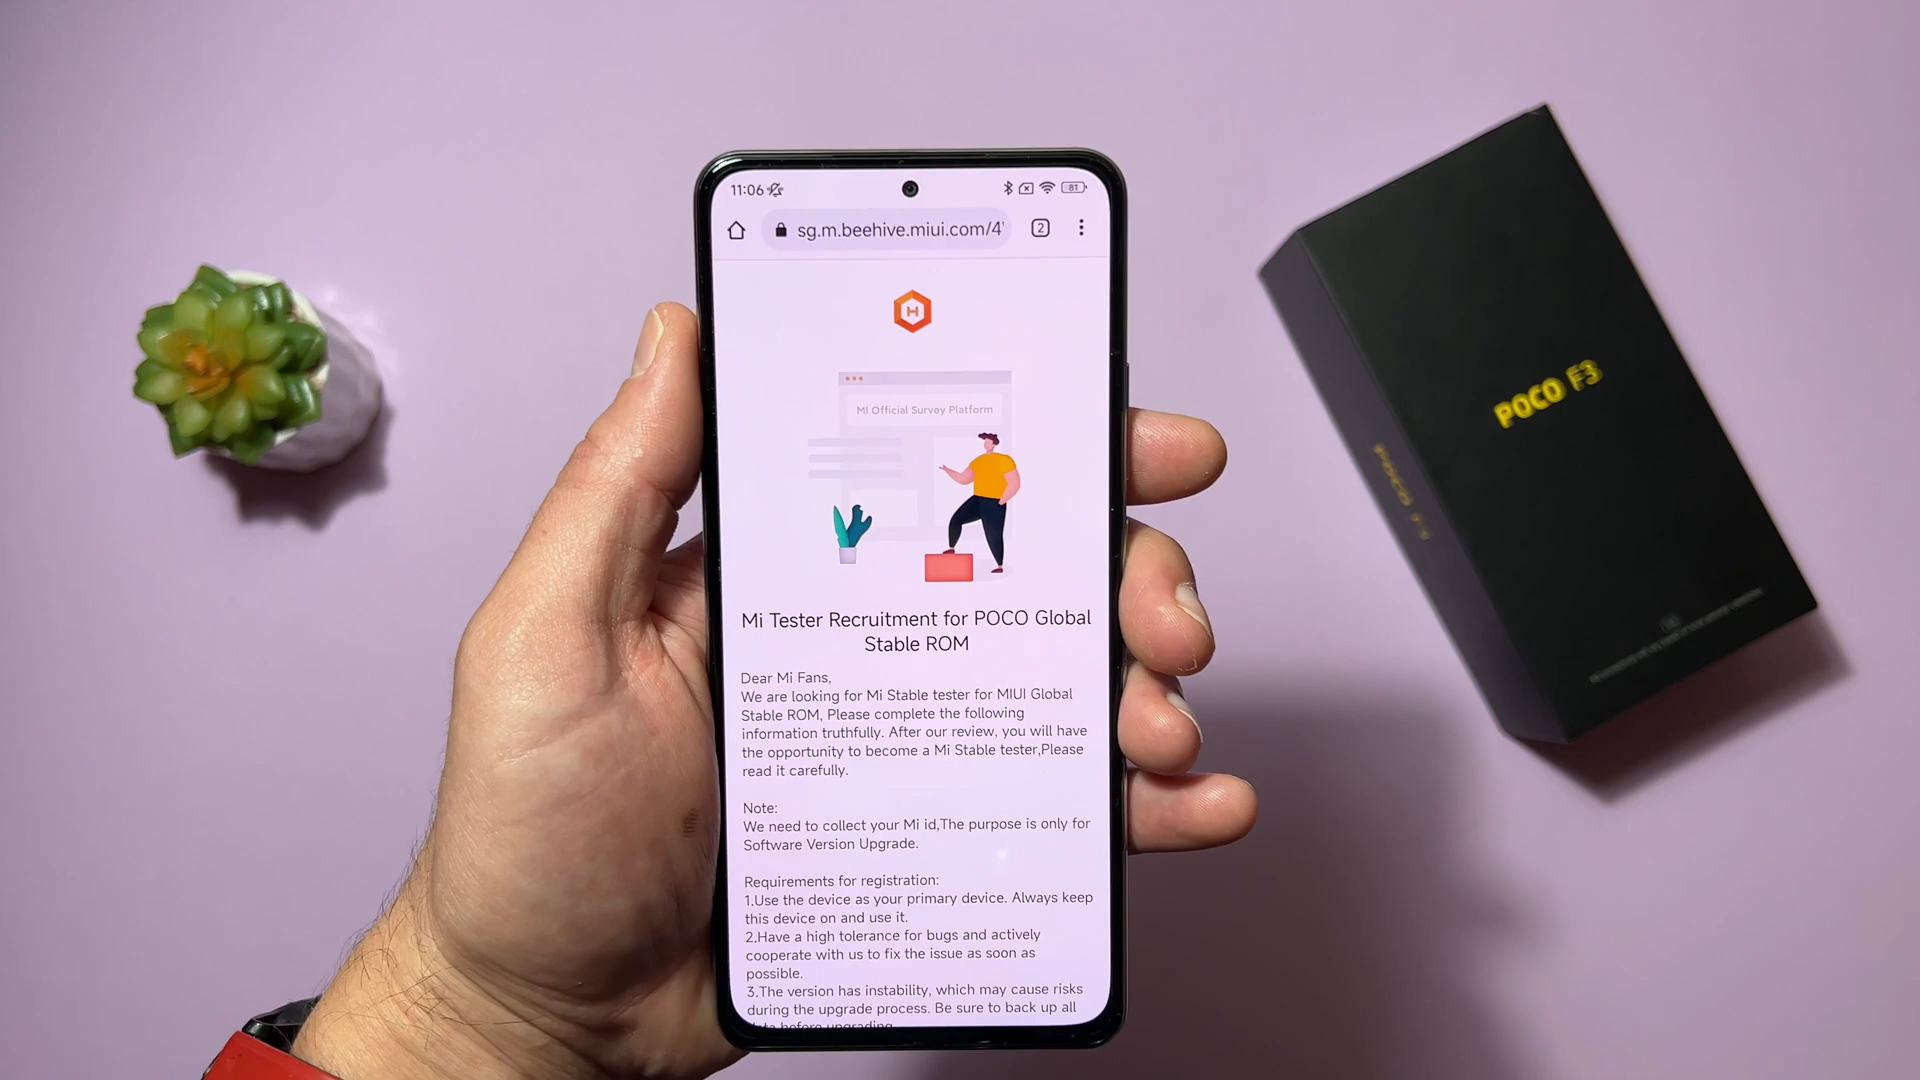 11:06
81
sg.m.beehive.miui.com/4
2
H
MI Official Survey Platform
Mi Tester Recruitment for POCO Global
Stable ROM
Dear Mi Fans,
We are looking for Mi Stable tester for MIUI Global
Stable ROM, Please complete the following
information truthfully. After our review, you will have
the opportunity to become a Mi Stable tester,Please
read it carefully.
Note:
We need to collect your Mi id,The purpose is only for
Software Version Upgrade.
Requirements for registration:
1.Use the device as your primary device. Always keep
this device on and use it.
2.Have a high tolerance for bugs and actively
cooperate with us to fix the issue as soon as
possible.
3.The version has instability, which may cause risks
during the upgrade process. Be sure to back up all
data before upgrading.
POCO F3
POCO F3